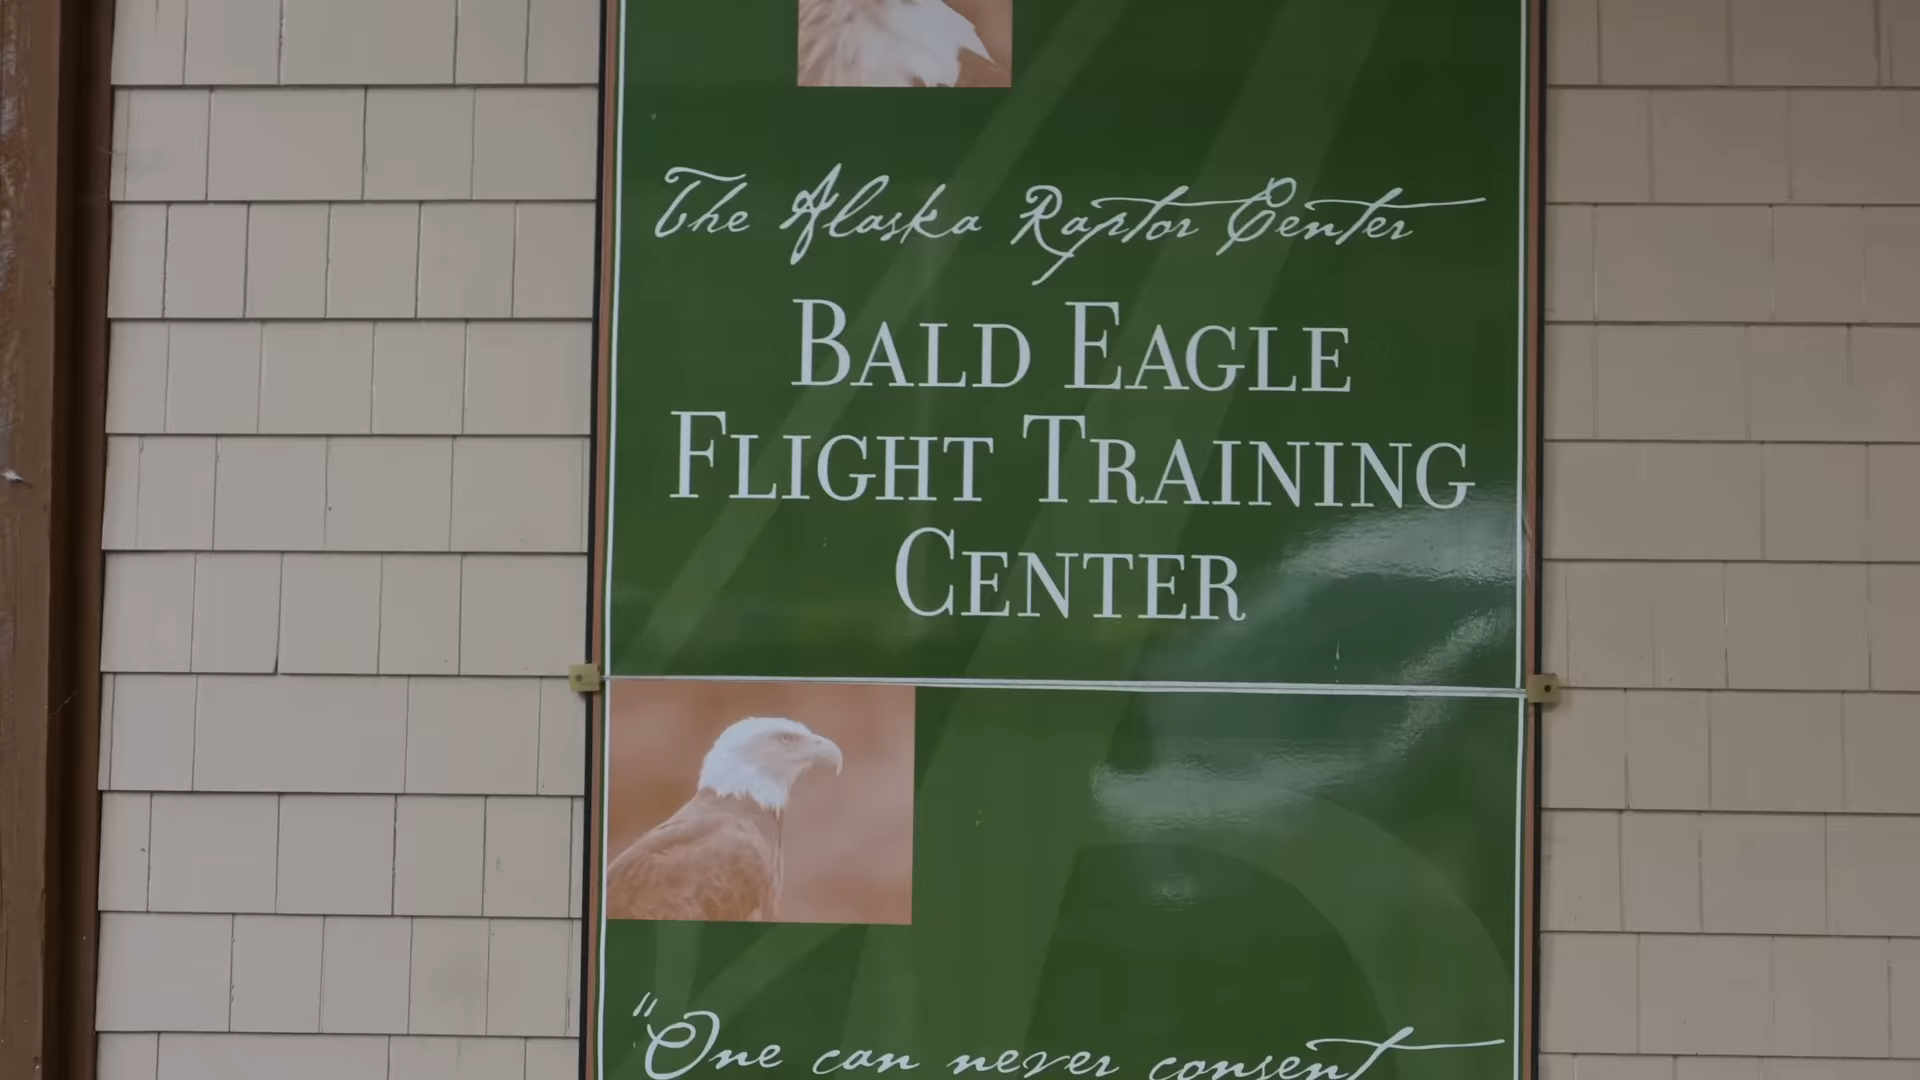 The Alaska Raptor Center
BALD EAGLE
FLIGHT TRAINING
CENTER
"One can never consent